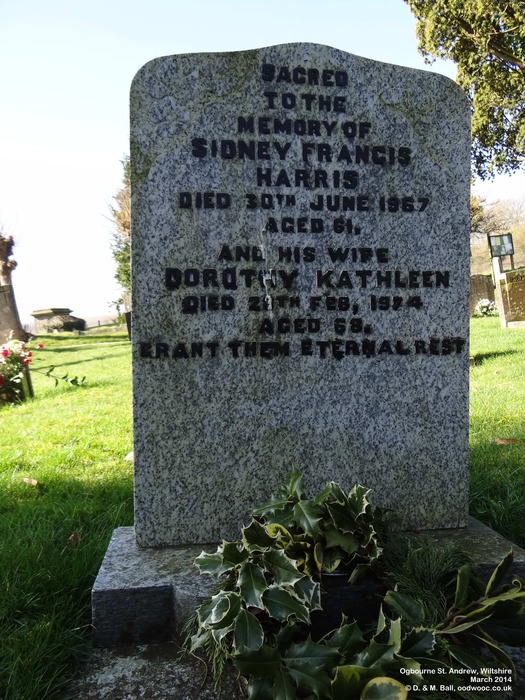 SACRED
TO THE
MEMORY OF
SIDNEY FRANCIS
HARRIS
DIED 30TH JUNE 1967
AGED 61.
AND HIS WIFE
DOROTHY KATHLEEN
DIED TH FEB, 1974
AGED 68.
GRANT THEM ETERNAL REST
Ogbourne St. Andrew, Wiltshire
March 2014
© D. & M. Ball, oodwooc.co.uk